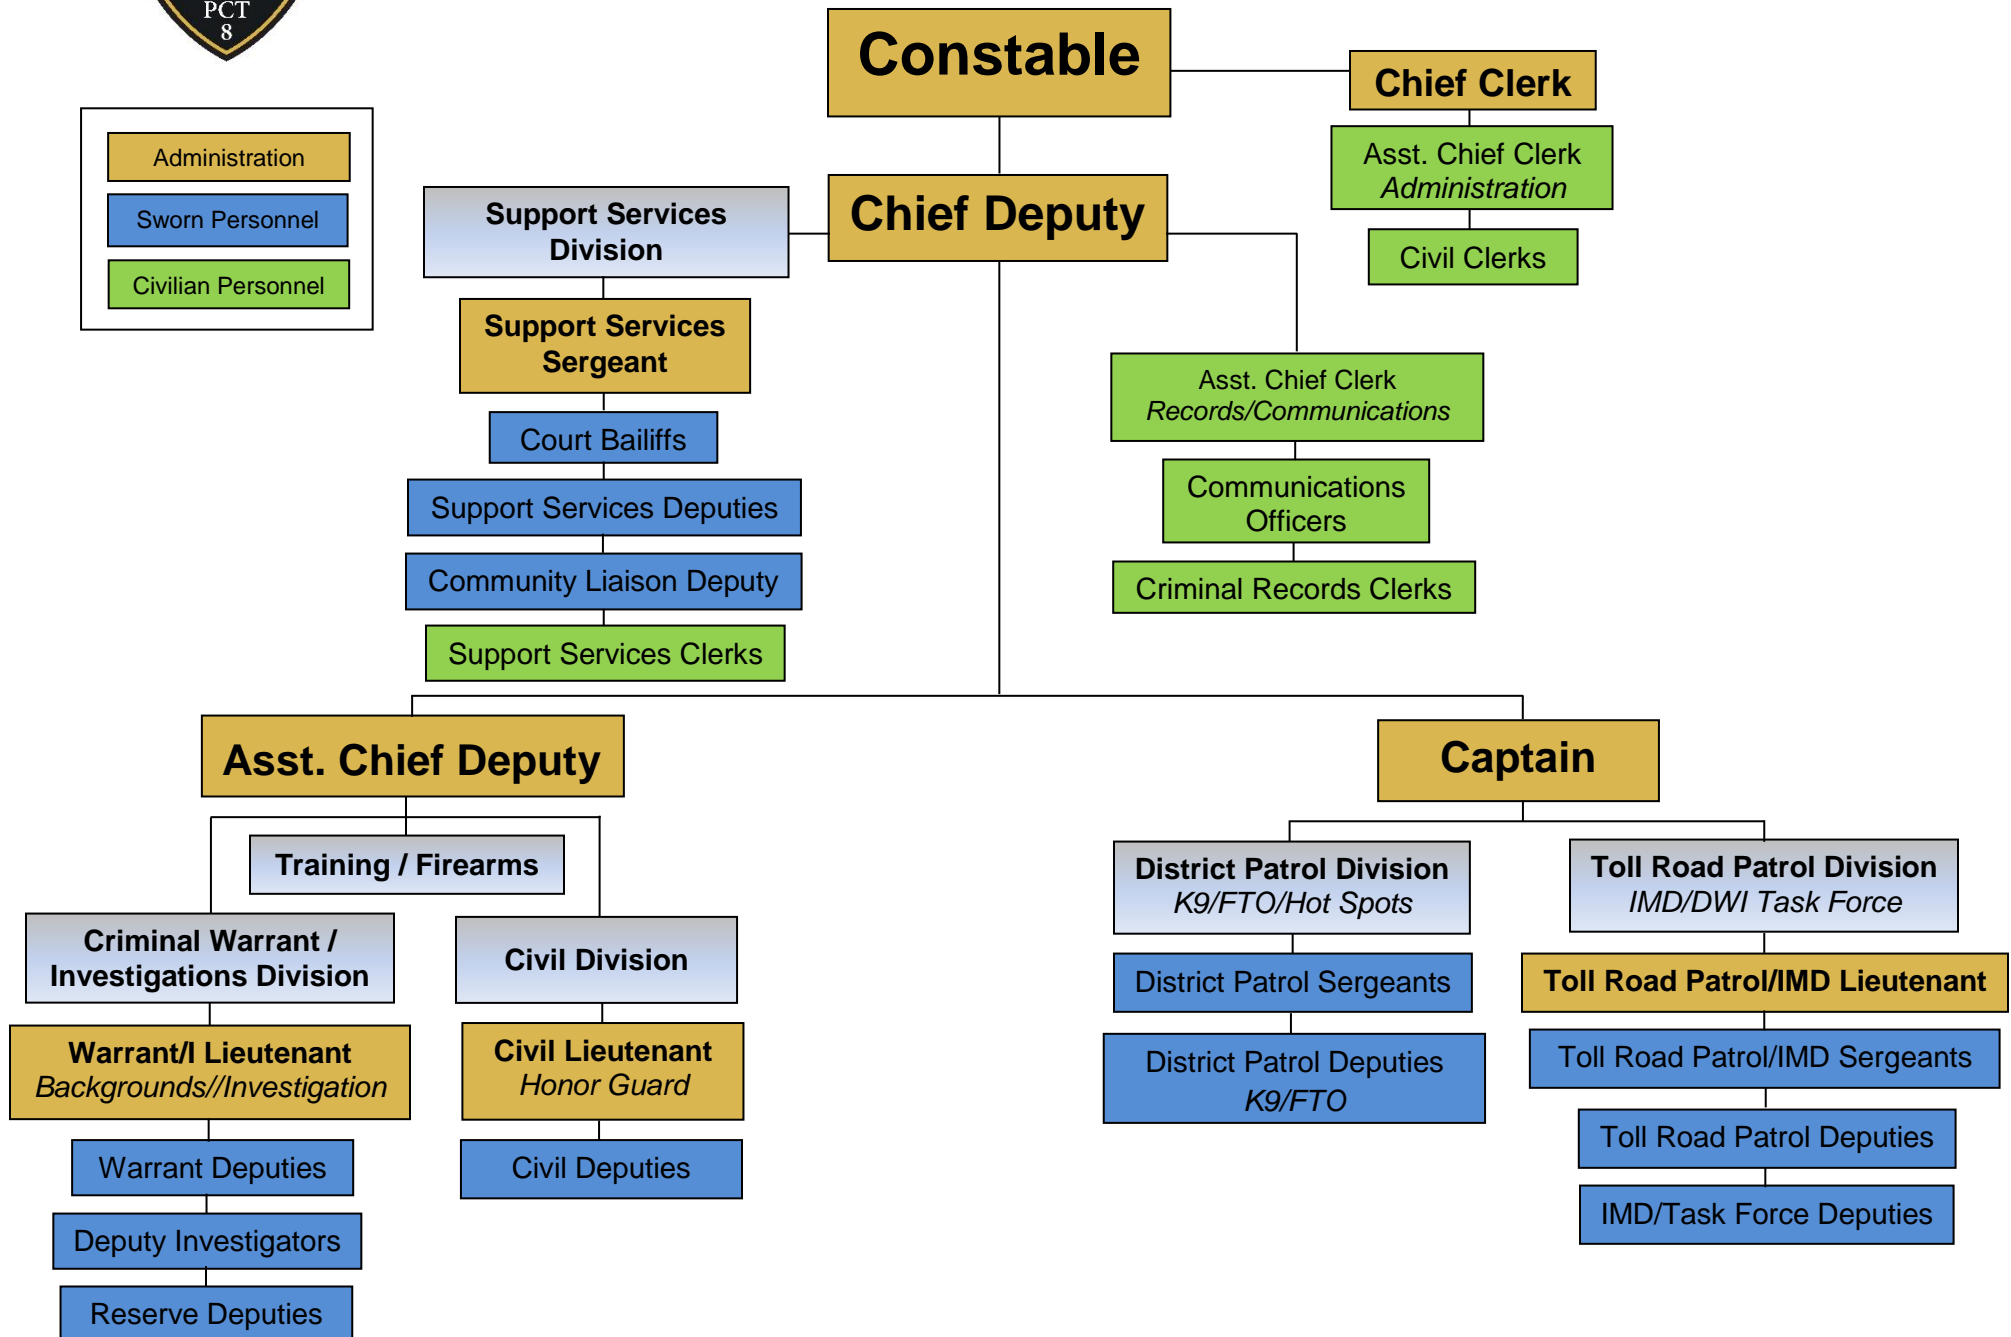 PCT
8
Constable
Chief Clerk
Administration
Sworn Personnel
Civilian Personnel
Asst. Chief Clerk
Administration
Civil Clerks
Chief Deputy
Support Services
Division
Support Services
Sergeant
Court Bailiffs
Support Services Deputies
Community Liaison Deputy
Support Services Clerks
Asst. Chief Clerk
Records/Communications
Communications
Officers
Criminal Records Clerks
Asst. Chief Deputy
Training / Firearms
Criminal Warrant /
Investigations Division
Warrant/I Lieutenant
Backgrounds//Investigation
Warrant Deputies
Deputy Investigators
Reserve Deputies
Civil Division
Civil Lieutenant
Honor Guard
Civil Deputies
Captain
District Patrol Division
K9/FTO/Hot Spots
District Patrol Sergeants
District Patrol Deputies
K9/FTO
Toll Road Patrol Division
IMD/DWI Task Force
Toll Road Patrol/IMD Lieutenant
Toll Road Patrol/IMD Sergeants
Toll Road Patrol Deputies
IMD/Task Force Deputies